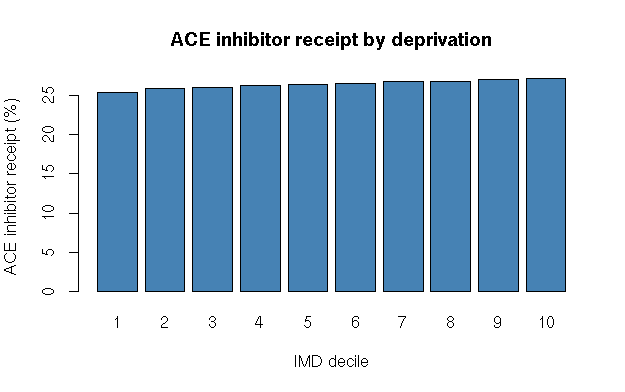 ACE inhibitor receipt by deprivation
ACE inhibitor receipt (%)
25
20
15
10
5
0
1 2 3 4 5 6 7 8 9 10
IMD decile